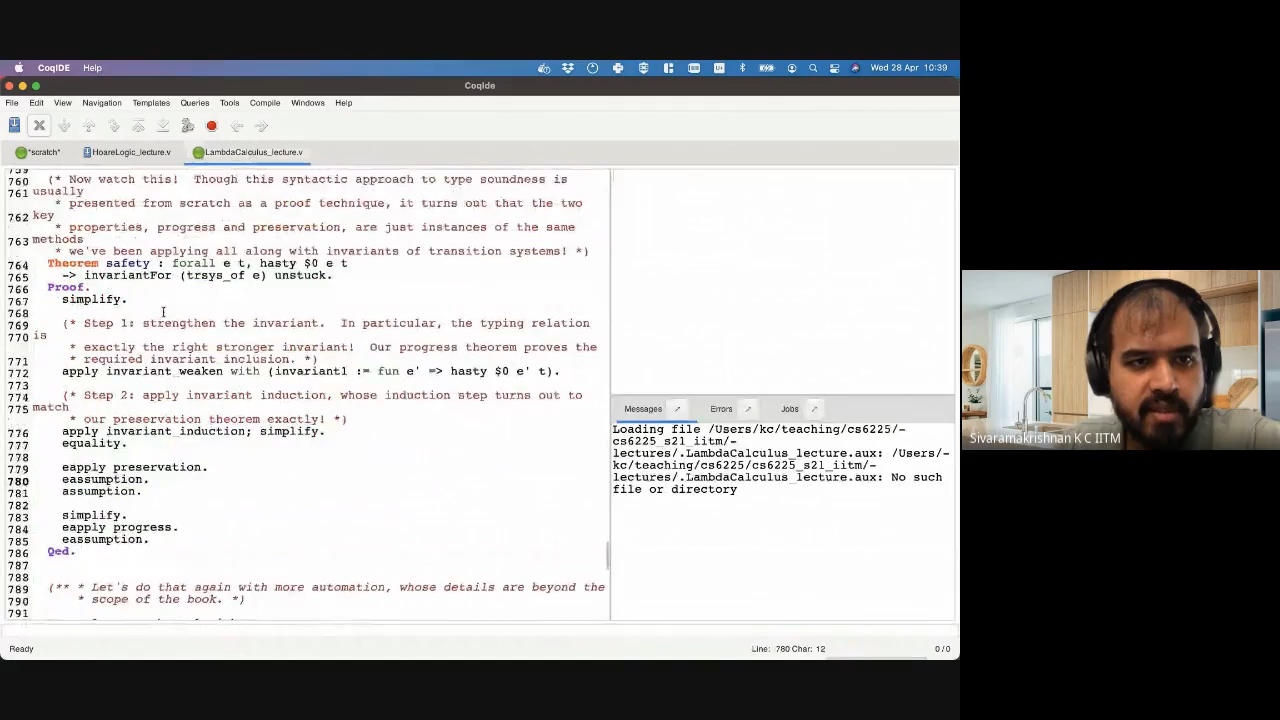 CoqIDE Help
Wed 28 Apr 10:39
CoqIde
File Edit View Navigation Templates Queries Tools Compile Windows Help
*scratch* HoareLogic_lecture.v LambdaCalculus_lecture.v
759
760 (* Now watch this! Though this syntactic approach to type soundness is
761 usually
* presented from scratch as a proof technique, it turns out that the two
762 key
* properties, progress and preservation, are just instances of the same
763 methods
* we've been applying all along with invariants of transition systems! *)
764 Theorem safety : forall e t, hasty $0 e t
765 -> invariantFor (trsys_of e) unstuck.
766 Proof.
767 simplify.
768
769 (* Step 1: strengthen the invariant. In particular, the typing relation
770 is
* exactly the right stronger invariant! Our progress theorem proves the
771 * required invariant inclusion. *)
772 apply invariant_weaken with (invariant1 := fun e' => hasty $0 e' t).
773
774 (* Step 2: apply invariant induction, whose induction step turns out to
775 match
* our preservation theorem exactly! *)
776 apply invariant_induction; simplify.
777 equality.
778
779 eapply preservation.
780 eassumption.
781 assumption.
782
783 simplify.
784 eapply progress.
785 eassumption.
786 Qed.
787
788
789 (** * Let's do that again with more automation, whose details are beyond the
790 * scope of the book. *)
791
Messages Errors Jobs
Loading file /Users/kc/teaching/cs6225/-
cs6225_s21_iitm/-
lectures/.LambdaCalculus_lecture.aux: /Users/-
kc/teaching/cs6225/cs6225_s21_iitm/-
lectures/.LambdaCalculus_lecture.aux: No such
file or directory
Ready
Line: 780 Char: 12
0 / 0
Sivaramakrishnan K C IITM